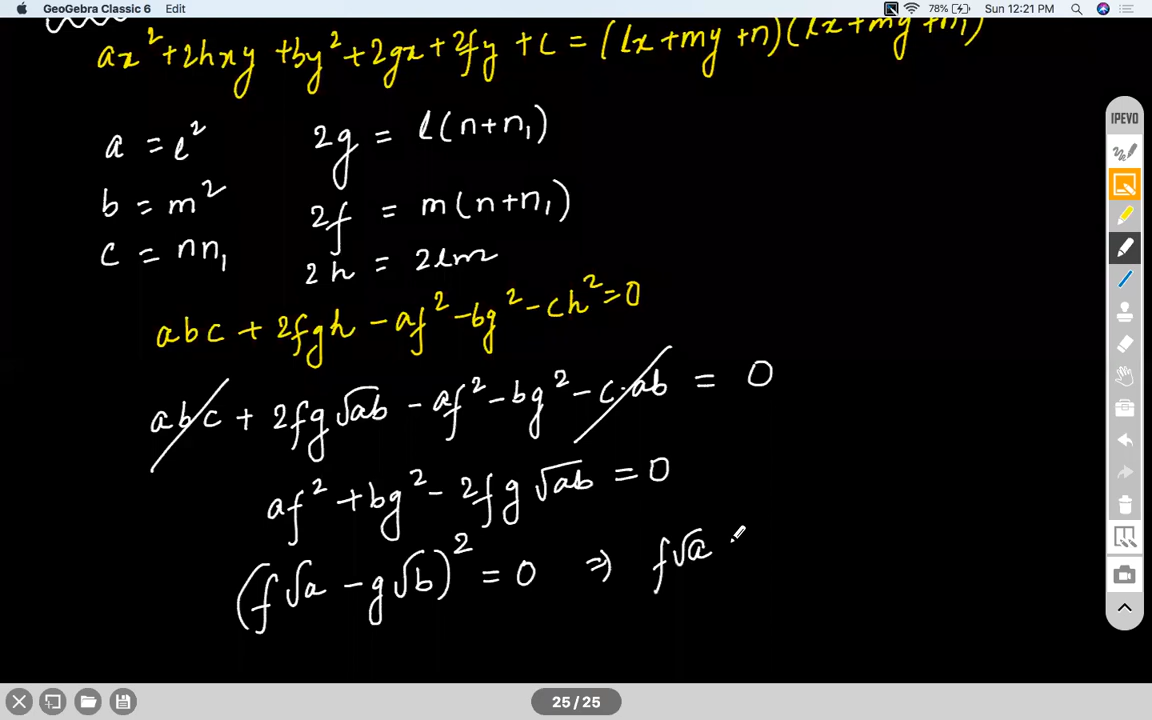 GeoGebra Classic 6 Edit 78% Sun 12:21 PM
ax² + 2hxy + by² + 2gx + 2fy + c = (lx + my + n)(lx + my + n₁)
a = l² 2g = l(n+n₁)
b = m² 2f = m(n+n₁)
c = nn₁ 2h = 2lm
abc + 2fgh - af² - bg² - ch² = 0
abc + 2fg√ab - af² - bg² - c·ab = 0
af² + bg² - 2fg√ab = 0
(f√a - g√b)² = 0 ⇒ f√a
IPEVO
25/25